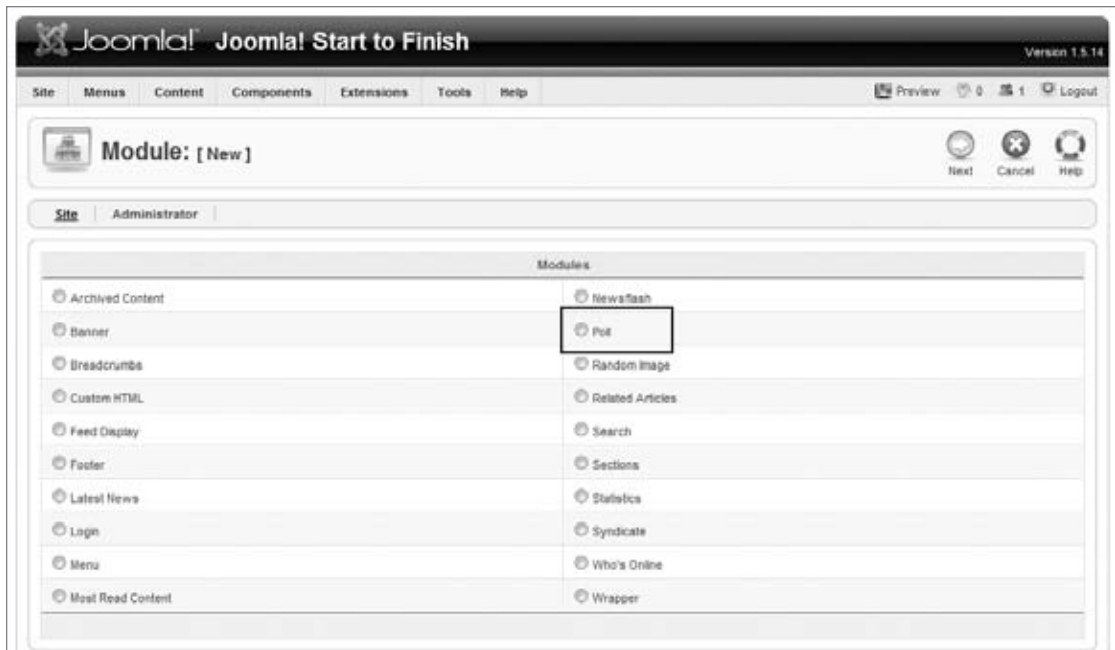 Joomla! Joomla! Start to Finish
Version 1.5.14
Site Menus Content Components Extensions Tools Help Preview 0 1 Logout
Module: [ New ]
Next Cancel Help
Site Administrator
Modules
Archived Content Newsflash
Banner Poll
Breadcrumbs Random Image
Custom HTML Related Articles
Feed Display Search
Footer Sections
Latest News Statistics
Login Syndicate
Menu Who's Online
Most Read Content Wrapper